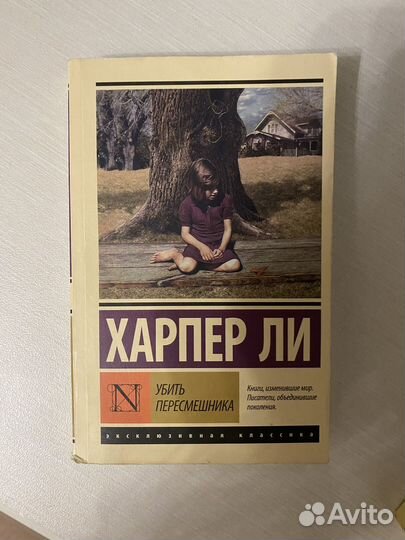 ХАРПЕР ЛИ
N
УБИТЬ
ПЕРЕСМЕШНИКА
Книги, изменившие мир.
Писатели, объединившие
поколения.
эксклюзивная классика
Avito